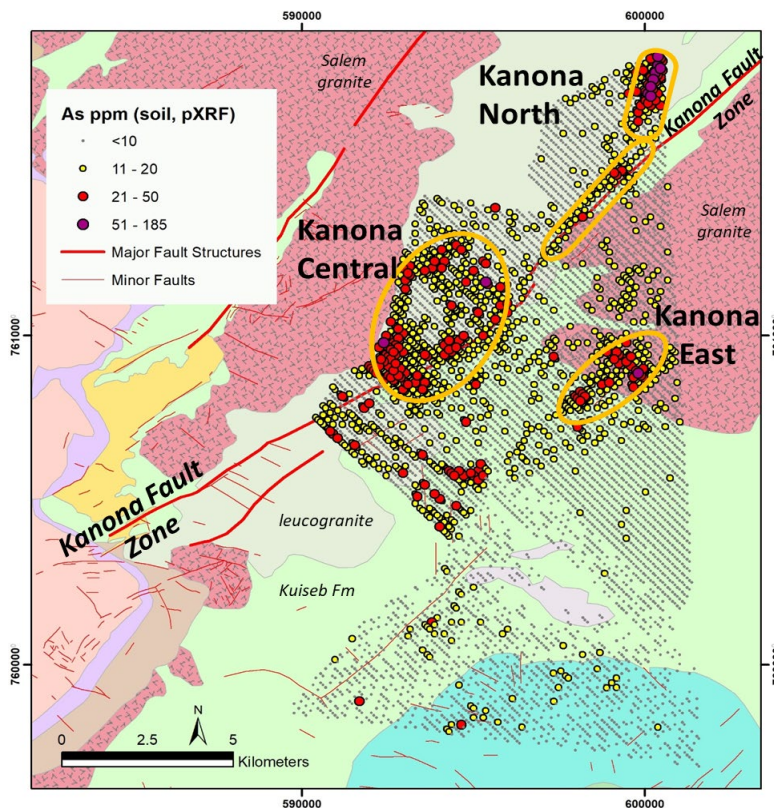 590000
600000
Salem
granite
Kanona
North
Kanona Fault
Zone
As ppm (soil, pXRF)
<10
11 - 20
21 - 50
51 - 185
Major Fault Structures
Minor Faults
Kanona
Central
Salem
granite
761000
Kanona
East
Kanona Fault
Zone
leucogranite
Kuiseb Fm
760000
N
0 2.5 5
Kilometers
590000
600000